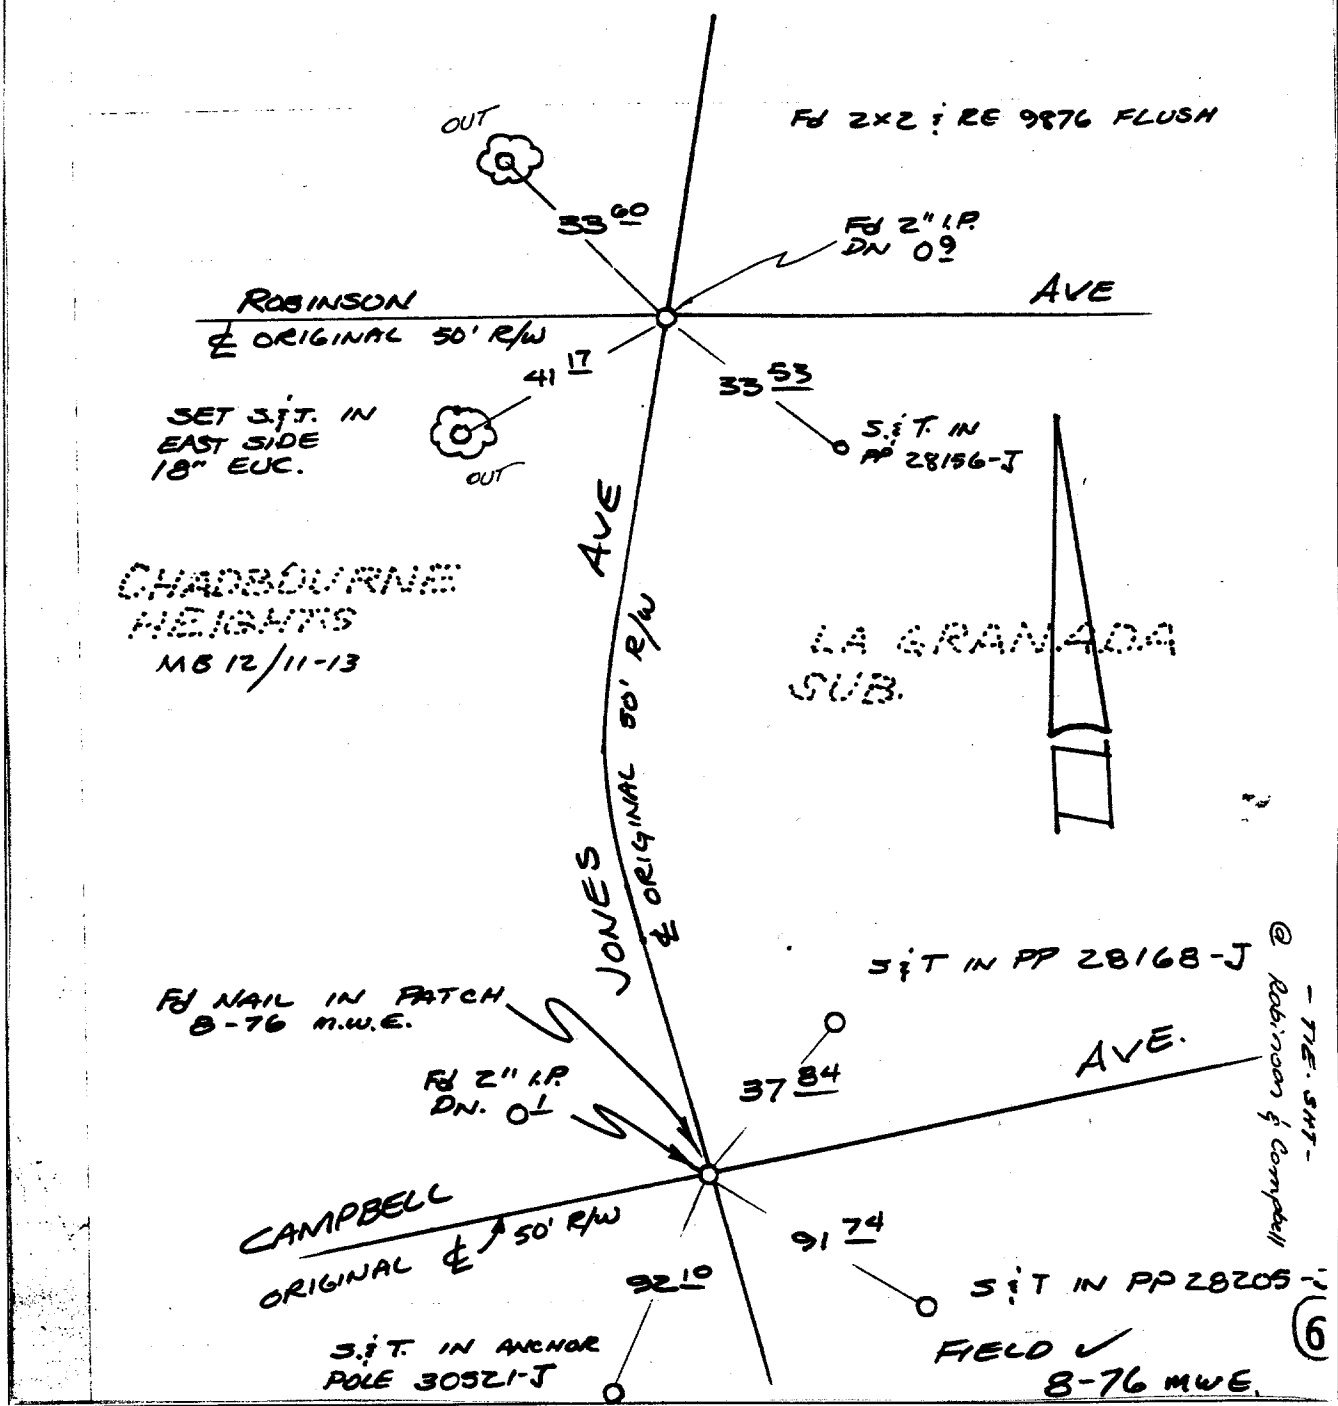 OUT
Fd 2x2 & RE 9876 FLUSH
33 60
Fd 2" I.P.
DN 0 9
ROBINSON AVE
℄ ORIGINAL 50' R/W
41 17
33 53
SET S.&T. IN
EAST SIDE
18" EUC.
OUT
S.&T. IN
PP 28156-J
AVE
CHADBOURNE
HEIGHTS
MB 12/11-13
LA GRANADA
SUB.
JONES
℄ ORIGINAL 50' R/W
S&T IN PP 28168-J
Fd NAIL IN PATCH
8-76 M.W.E.
Fd 2" I.P.
DN. 0 1
37 84
AVE.
CAMPBELL
ORIGINAL ℄ 50' R/W
91 74
92 10
S&T IN PP 28205-
S.&T. IN ANCHOR
POLE 30521-J
FIELD ✓
8-76 MWE.
- TIE. SHT-
@ Robinson & Campbell
6